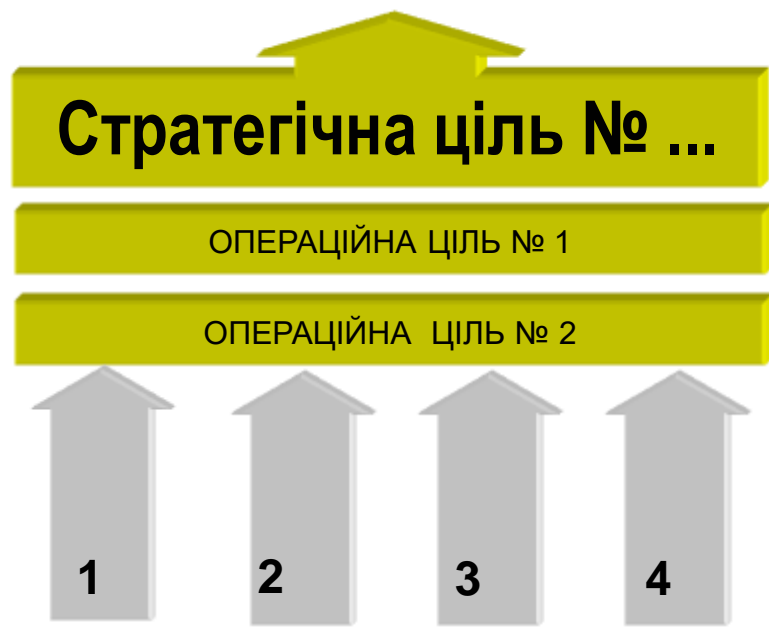 Стратегічна ціль № ...
ОПЕРАЦІЙНА ЦІЛЬ № 1
ОПЕРАЦІЙНА ЦІЛЬ № 2
1 2 3 4